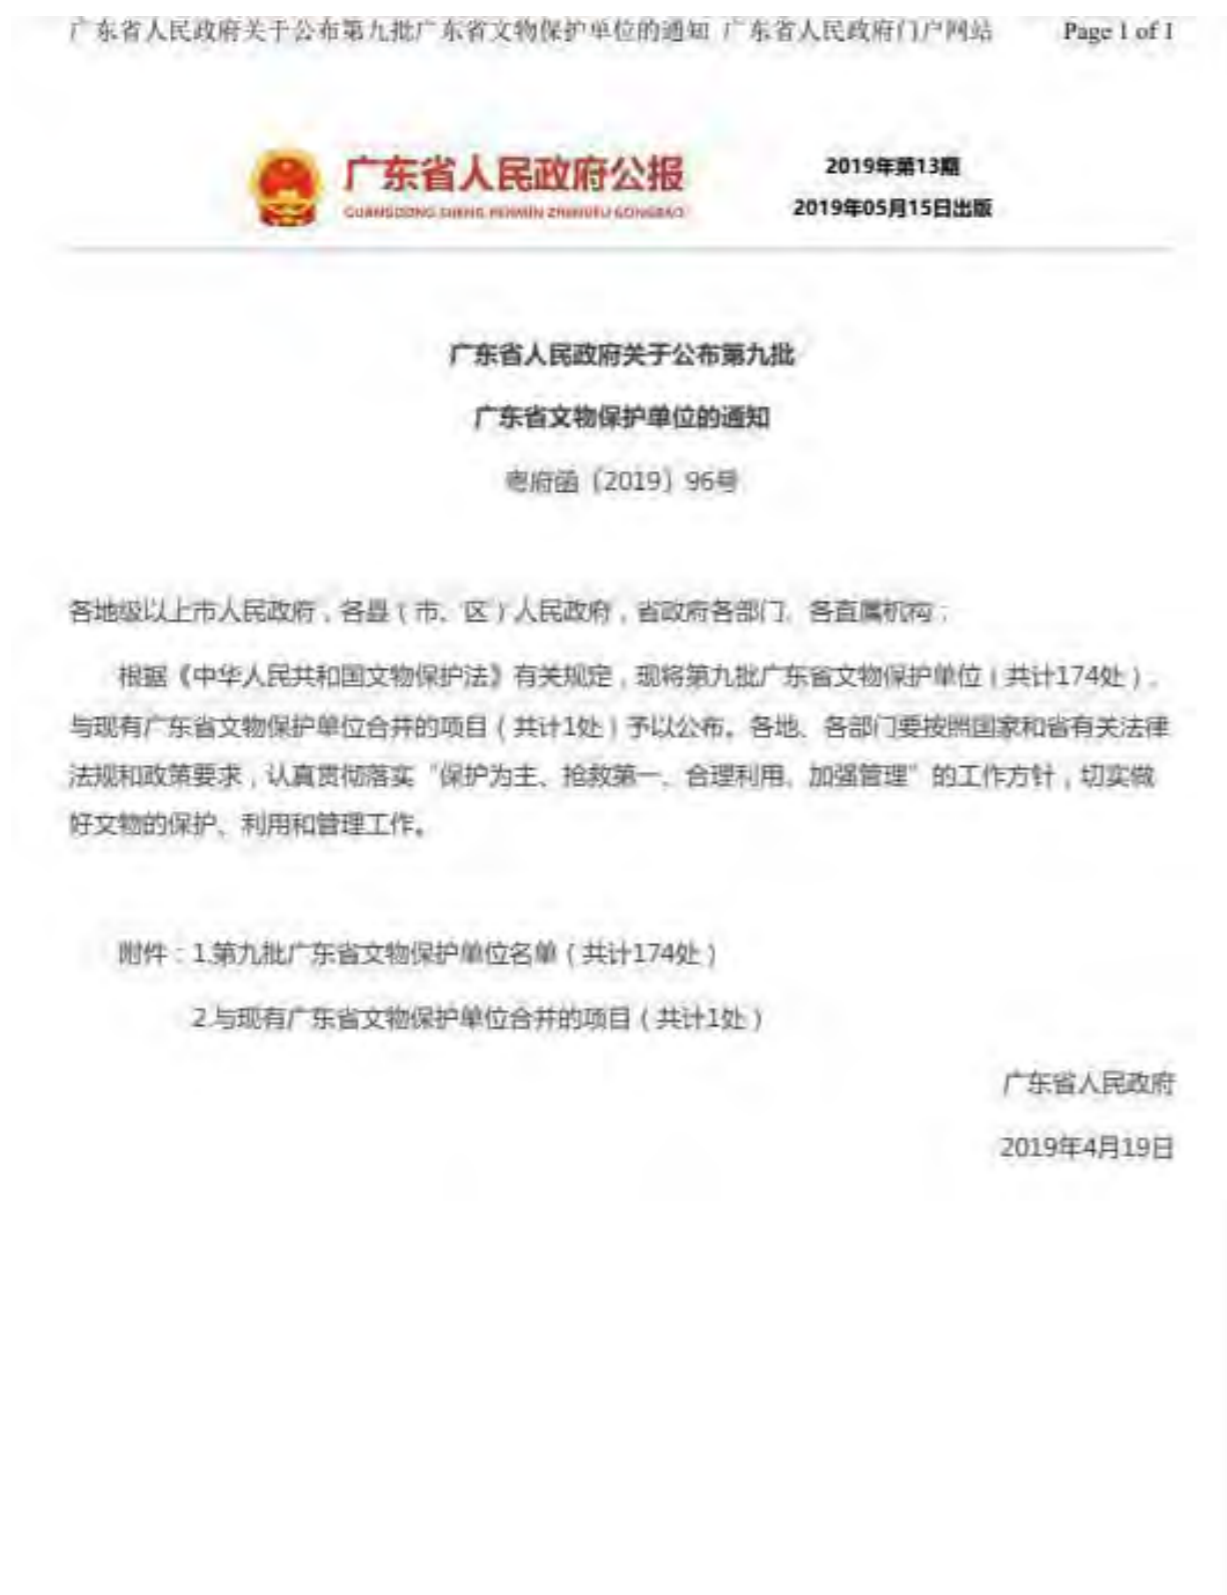 广东省人民政府关于公布第九批广东省文物保护单位的通知 广东省人民政府门户网站 Page 1 of 1
广东省人民政府公报
GUANGDONG SHENG RENMIN ZHENGFU GONGBAO
2019年第13期
2019年05月15日出版
广东省人民政府关于公布第九批
广东省文物保护单位的通知
粤府函〔2019〕96号
各地级以上市人民政府，各县（市、区）人民政府，省政府各部门、各直属机构：
根据《中华人民共和国文物保护法》有关规定，现将第九批广东省文物保护单位（共计174处）、
与现有广东省文物保护单位合并的项目（共计1处）予以公布。各地、各部门要按照国家和省有关法律
法规和政策要求，认真贯彻落实“保护为主、抢救第一、合理利用、加强管理”的工作方针，切实做
好文物的保护、利用和管理工作。
附件：1.第九批广东省文物保护单位名单（共计174处）
2.与现有广东省文物保护单位合并的项目（共计1处）
广东省人民政府
2019年4月19日